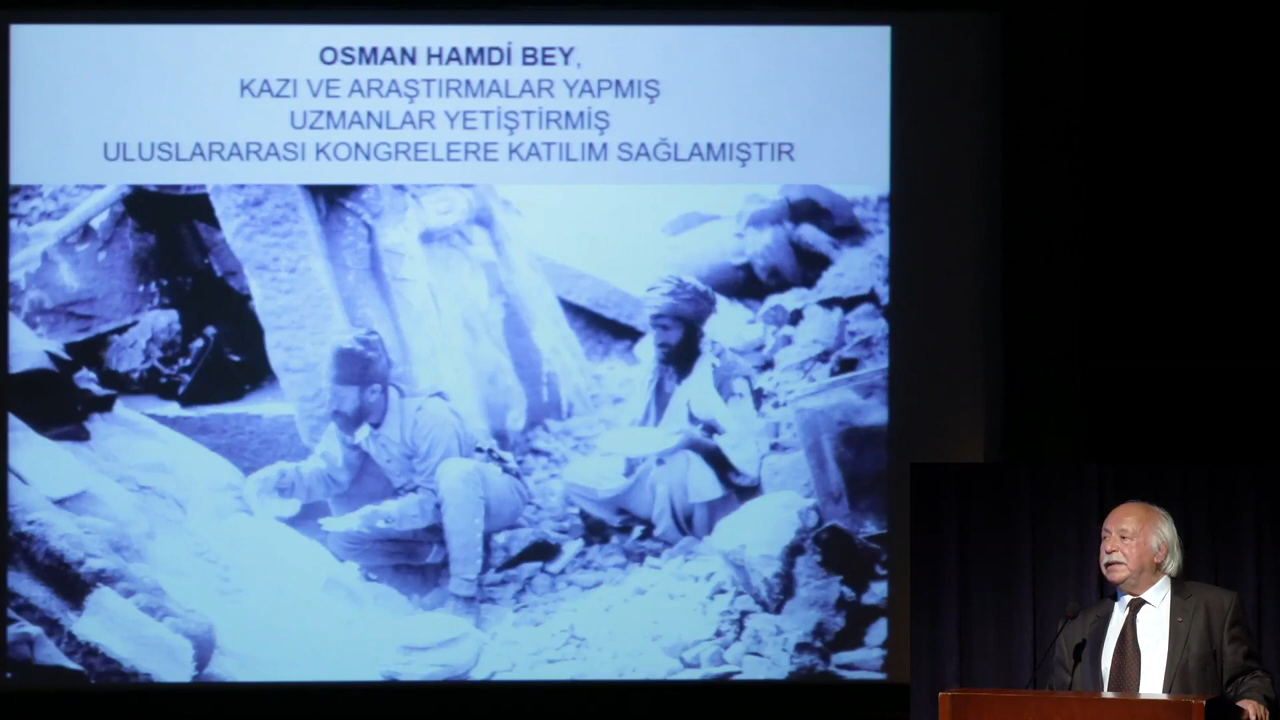 OSMAN HAMDİ BEY,
KAZI VE ARAŞTIRMALAR YAPMIŞ
UZMANLAR YETİŞTİRMİŞ
ULUSLARARASI KONGRELERE KATILIM SAĞLAMIŞTIR